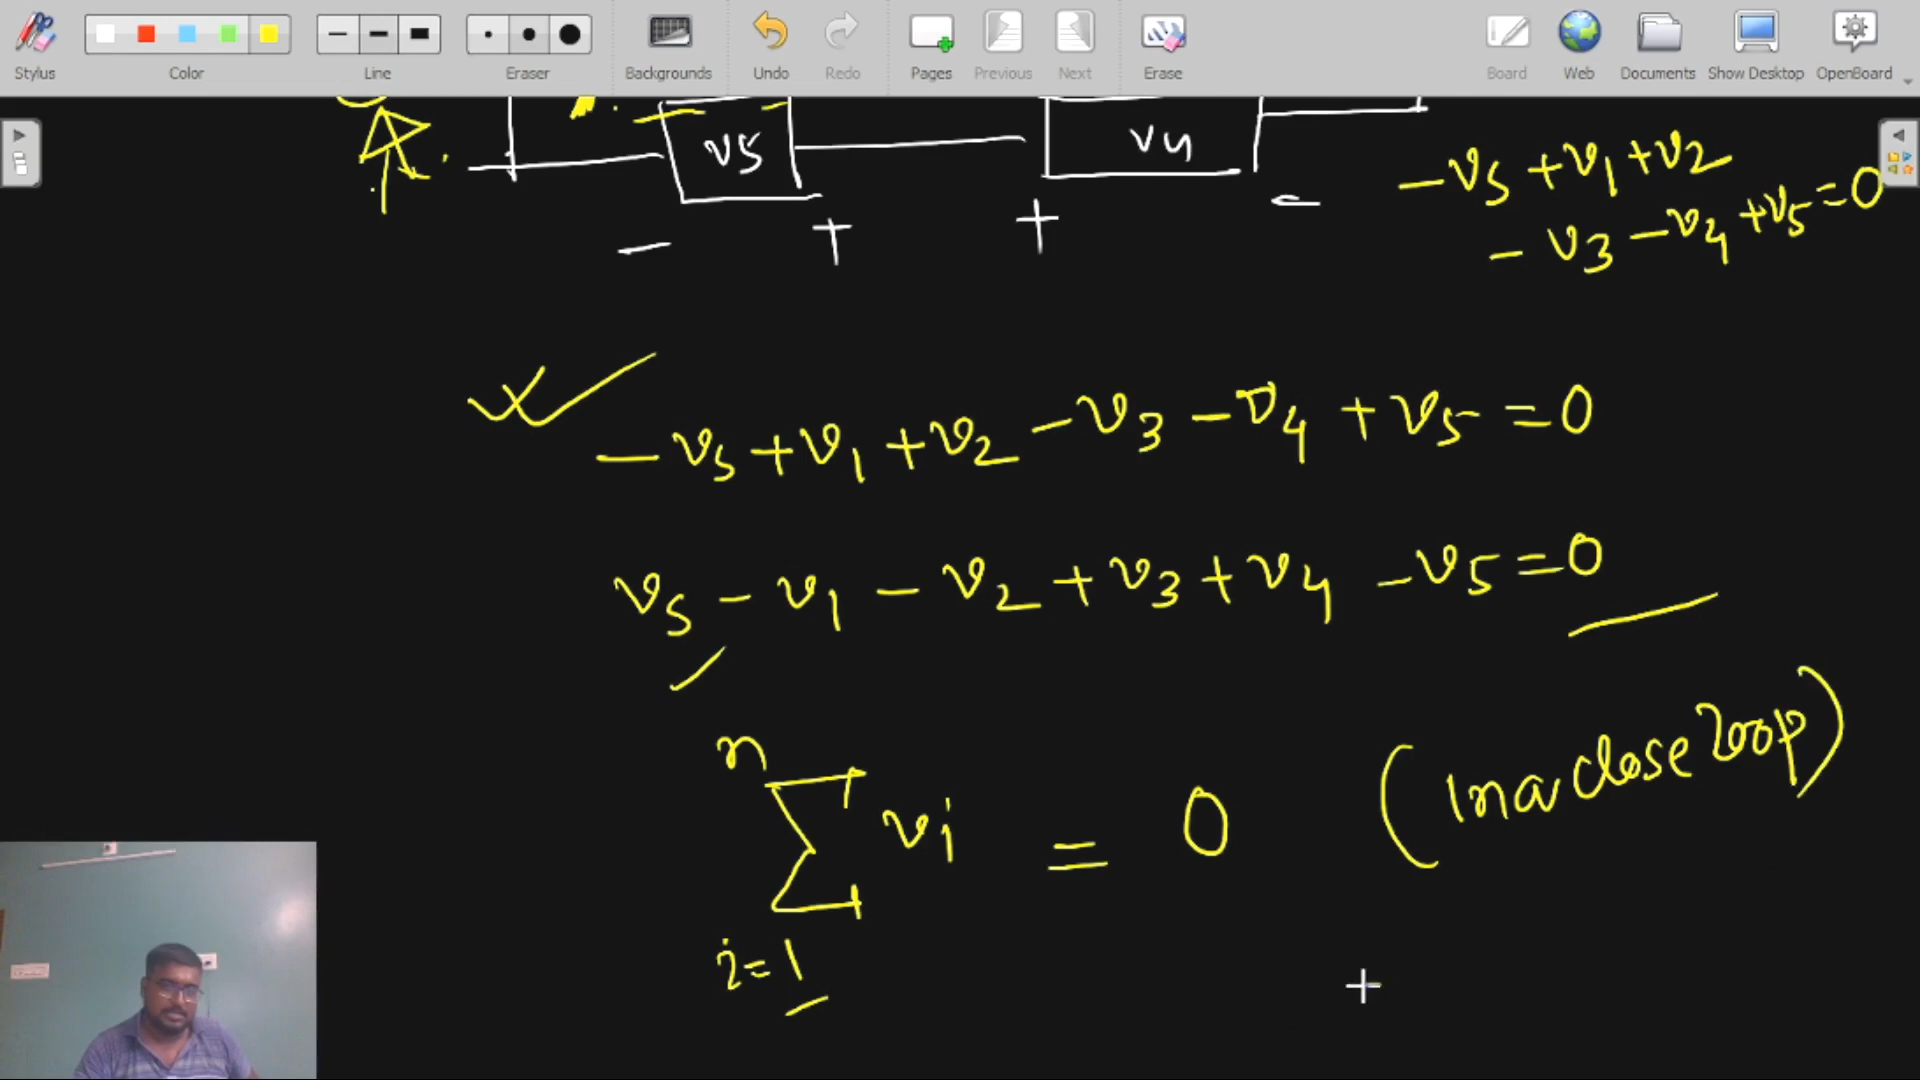 Stylus
Color
Line
Eraser
Backgrounds
Undo
Redo
Pages
Previous
Next
Erase
Board
Web
Documents
Show Desktop
OpenBoard
v5
v4
- + + -
-vs +v1 +v2
- v3 -v4 +v5 =0
-vs +v1 +v2 -v3 -v4 +v5 =0
vs - v1 - v2 +v3 +v4 -v5 =0
n
Σ vi = 0 (in a close loop)
i=1